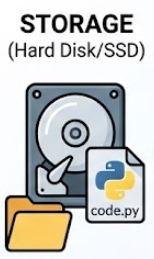 STORAGE
(Hard Disk/SSD)
code.py